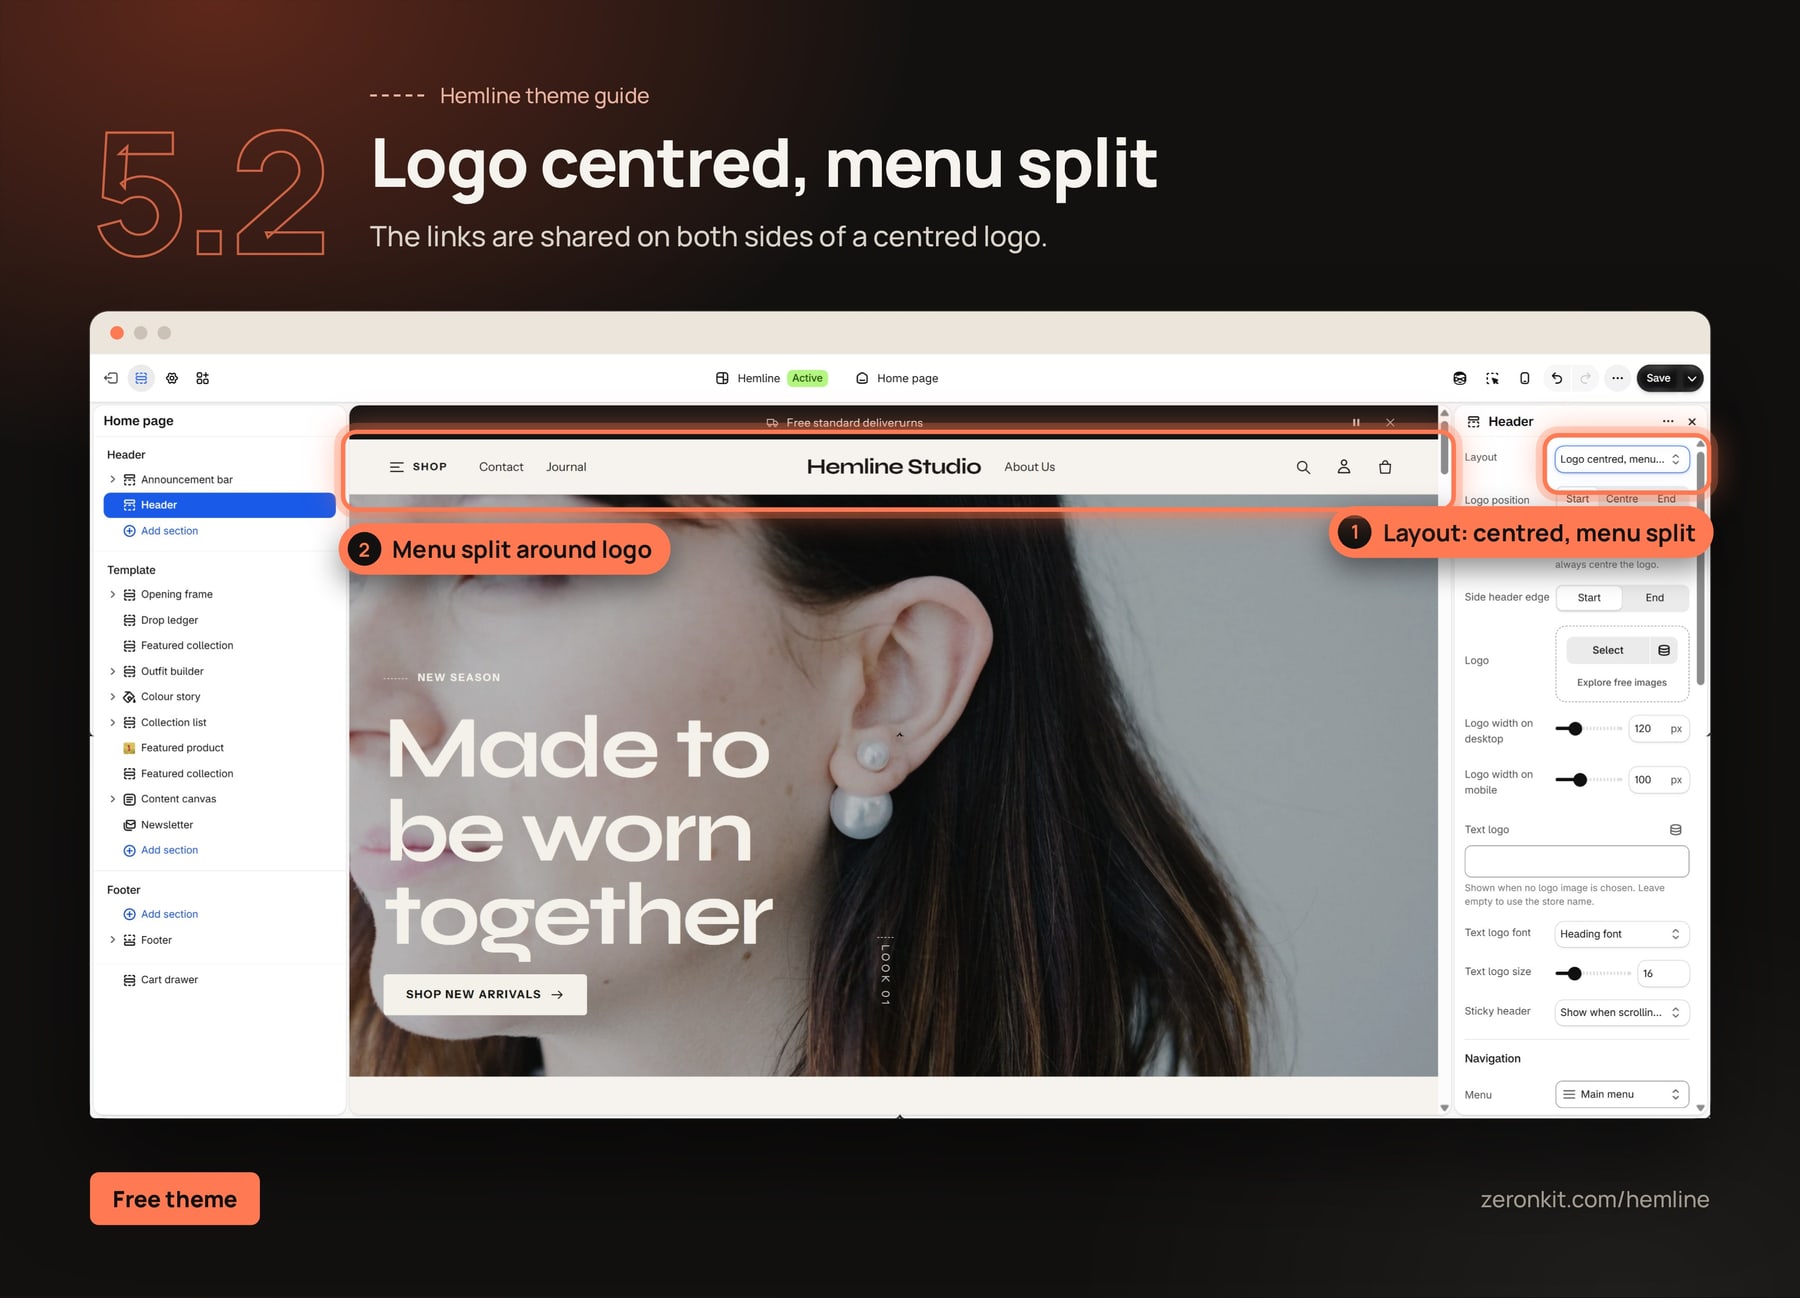 Hemline theme guide
5.2
Logo centred, menu split
The links are shared on both sides of a centred logo.
Hemline
Active
Home page
Save
Home page
Header
Announcement bar
Header
Add section
Template
Opening frame
Drop ledger
Featured collection
Outfit builder
Colour story
Collection list
Featured product
Featured collection
Content canvas
Newsletter
Add section
Footer
Add section
Footer
Cart drawer
Free standard deliverurns
SHOP
Contact
Journal
Hemline Studio
About Us
2 Menu split around logo
NEW SEASON
Made to
be worn
together
SHOP NEW ARRIVALS
LOOK 01
Header
Layout
Logo centred, menu...
Logo position
Start
Centre
End
1 Layout: centred, menu split
always centre the logo.
Side header edge
Start
End
Logo
Select
Explore free images
Logo width on
desktop
120
px
Logo width on
mobile
100
px
Text logo
Shown when no logo image is chosen. Leave
empty to use the store name.
Text logo font
Heading font
Text logo size
16
Sticky header
Show when scrollin...
Navigation
Menu
Main menu
Free theme
zeronkit.com/hemline